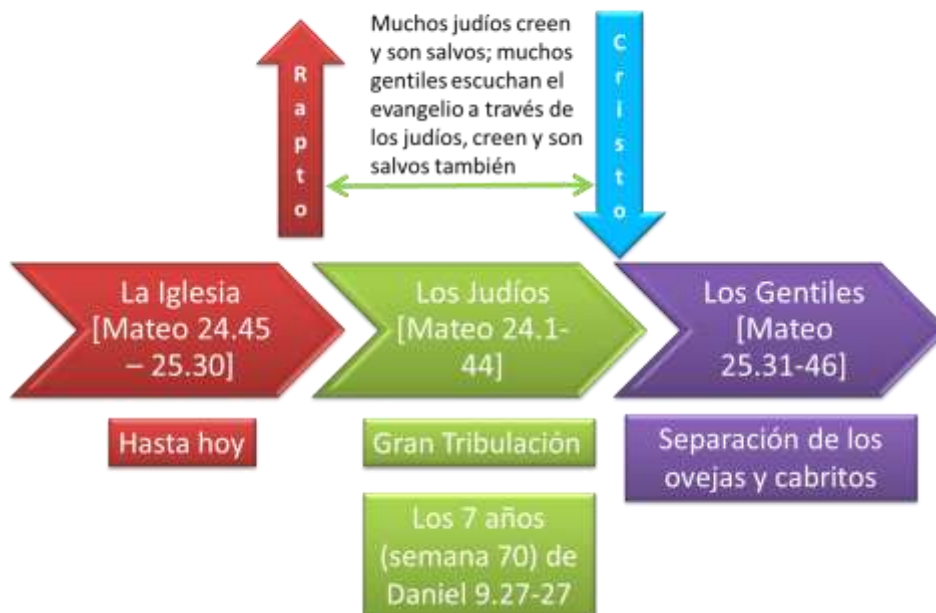 Rapto
Muchos judíos creen
y son salvos; muchos
gentiles escuchan el
evangelio a través de
los judíos, creen y son
salvos también
Cristo
La Iglesia
[Mateo 24.45
– 25.30]
Los Judíos
[Mateo 24.1-
44]
Los Gentiles
[Mateo
25.31-46]
Hasta hoy
Gran Tribulación
Separación de los
ovejas y cabritos
Los 7 años
(semana 70) de
Daniel 9.27-27